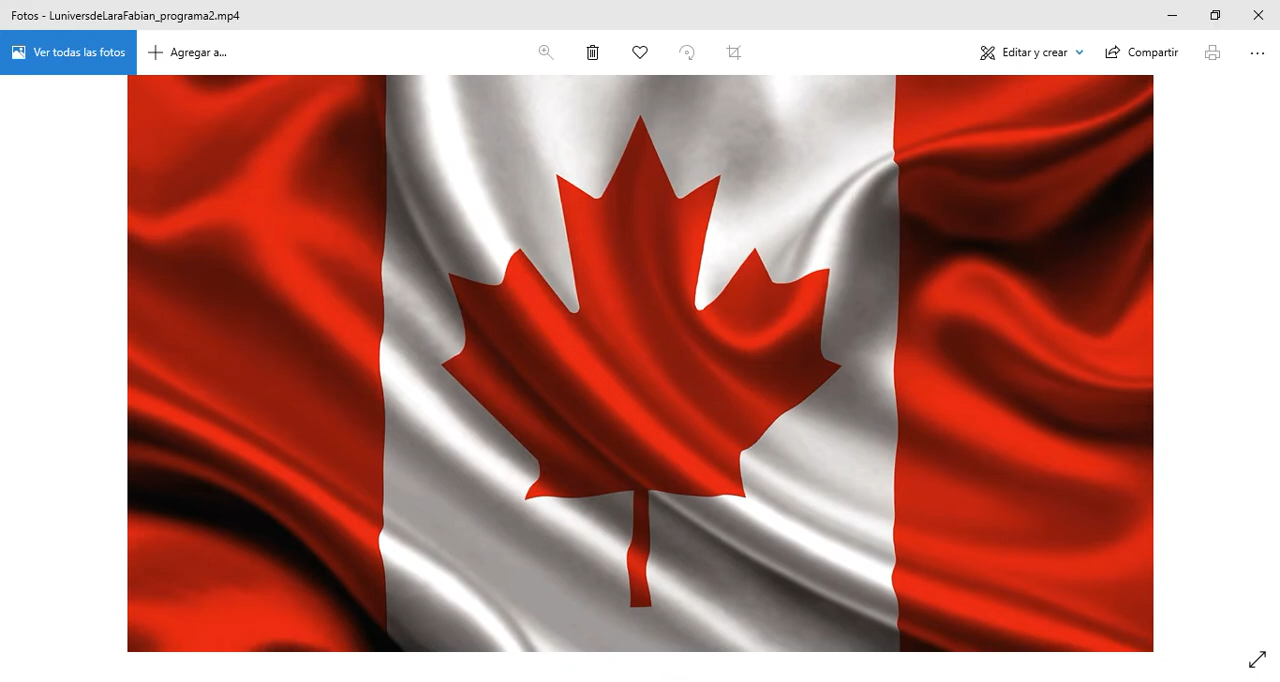 Fotos - LuniversdeLaraFabian_programa2.mp4
Ver todas las fotos
Agregar a...
Editar y crear
Compartir